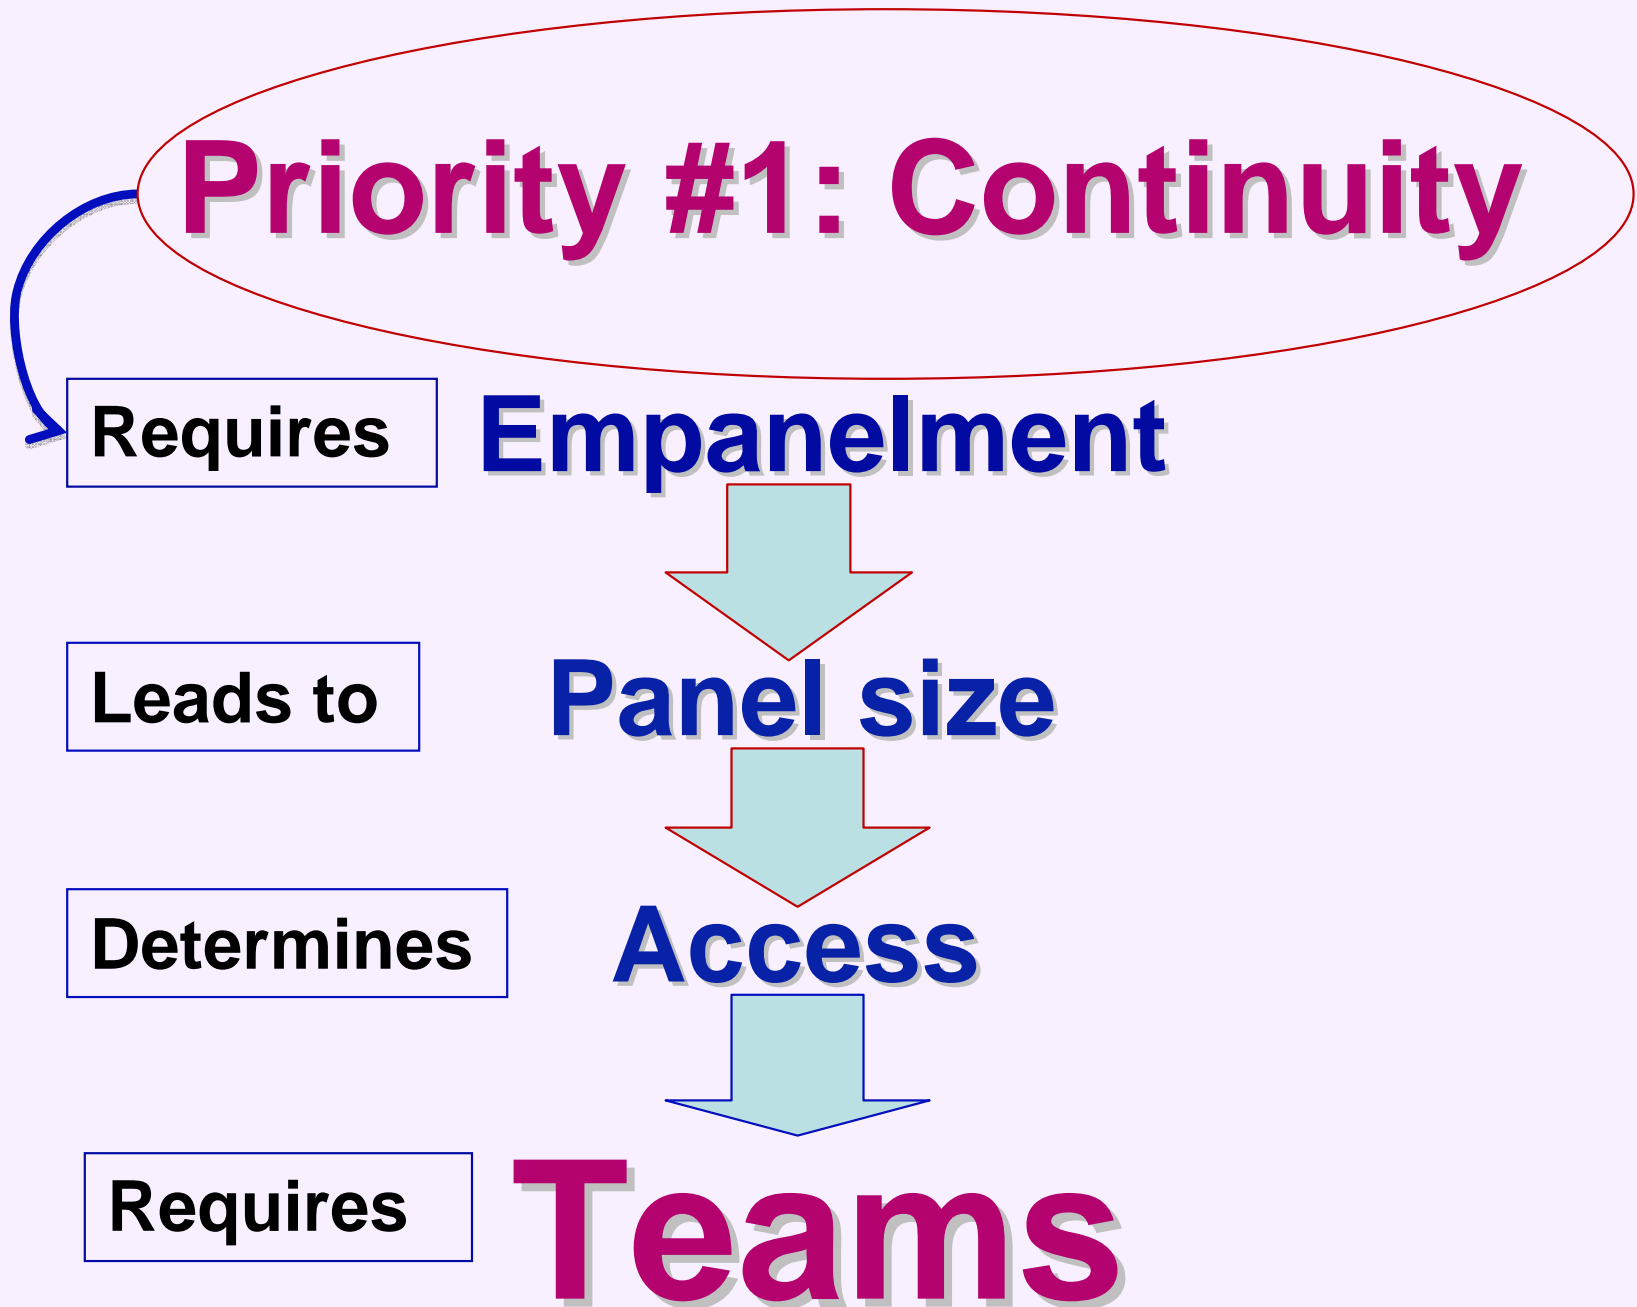 Priority #1: Continuity
Requires Empanelment
Leads to Panel size
Determines Access
Requires Teams